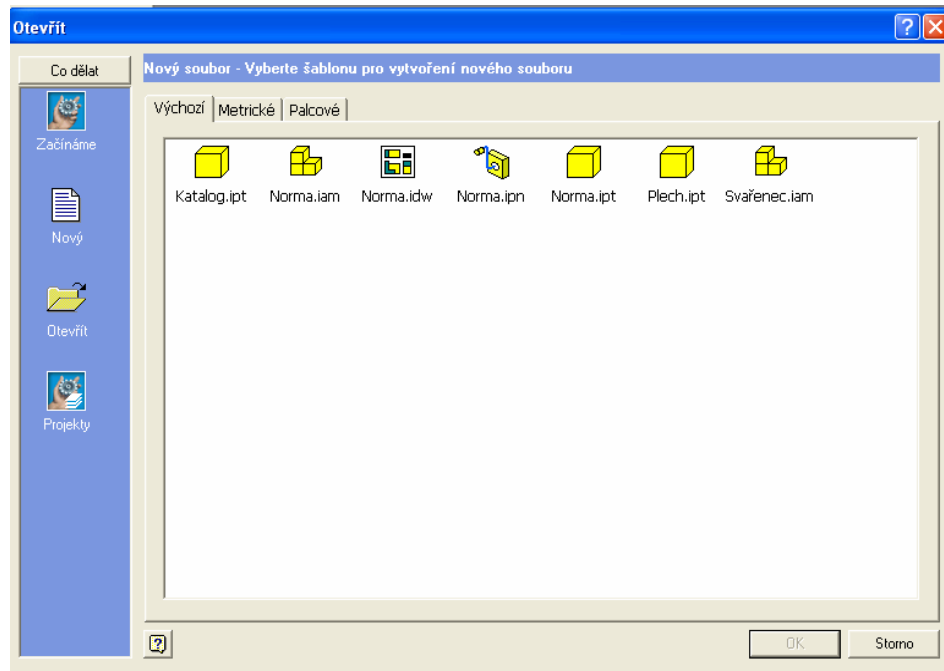 Otevřít
Co dělat
Nový soubor - Vyberte šablonu pro vytvoření nového souboru
Výchozí Metrické Palcové
Začínáme
Nový
Otevřít
Projekty
Katalog.ipt Norma.iam Norma.idw Norma.ipn Norma.ipt Plech.ipt Svařenec.iam
OK Storno